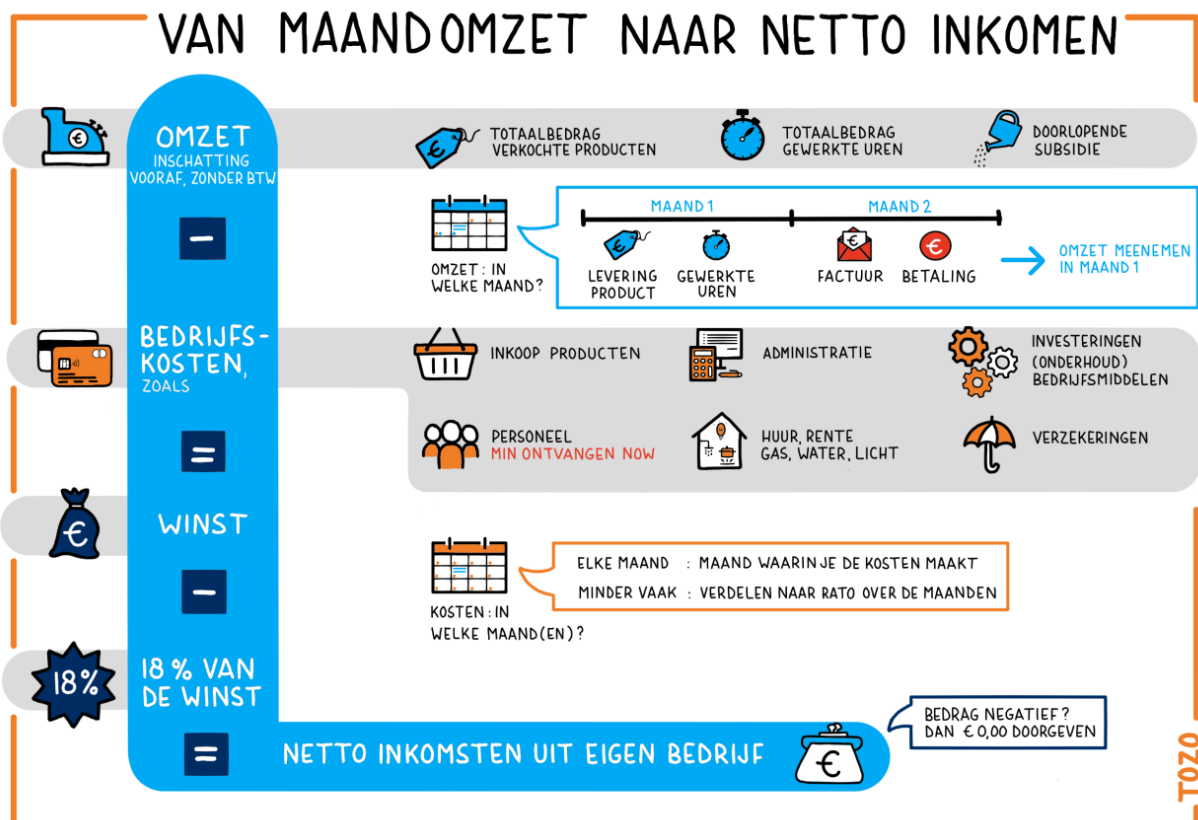 VAN MAANDOMZET NAAR NETTO INKOMEN
€
OMZET
INSCHATTING
VOORAF, ZONDER BTW
€
TOTAALBEDRAG
VERKOCHTE PRODUCTEN
TOTAALBEDRAG
GEWERKTE UREN
DOORLOPENDE
SUBSIDIE
−
OMZET: IN
WELKE MAAND?
MAAND 1
MAAND 2
€
LEVERING
PRODUCT
GEWERKTE
UREN
€
FACTUUR
€
BETALING
OMZET MEENEMEN
IN MAAND 1
BEDRIJFS-
KOSTEN,
ZOALS
INKOOP PRODUCTEN
ADMINISTRATIE
INVESTERINGEN
(ONDERHOUD)
BEDRIJFSMIDDELEN
PERSONEEL
MIN ONTVANGEN NOW
HUUR, RENTE
GAS, WATER, LICHT
VERZEKERINGEN
=
€
WINST
−
KOSTEN: IN
WELKE MAAND(EN)?
ELKE MAAND : MAAND WAARIN JE DE KOSTEN MAAKT
MINDER VAAK : VERDELEN NAAR RATO OVER DE MAANDEN
18%
18% VAN
DE WINST
=
NETTO INKOMSTEN UIT EIGEN BEDRIJF
€
BEDRAG NEGATIEF?
DAN € 0,00 DOORGEVEN
TOZO